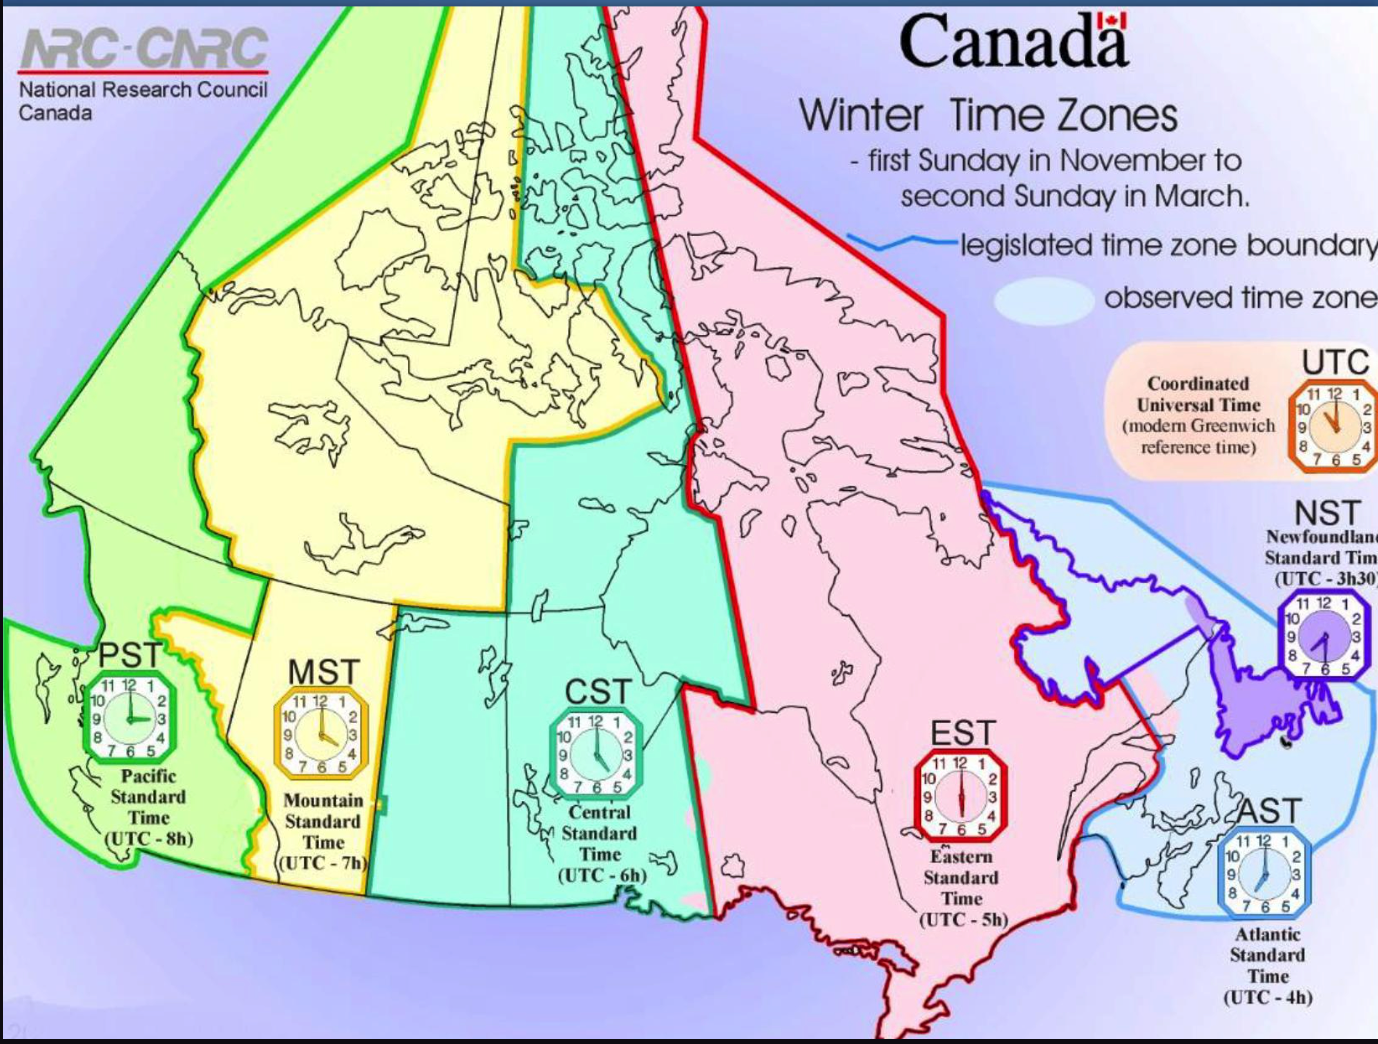 NRC-CNRC
National Research Council
Canada
Canada
Winter Time Zones
- first Sunday in November to
second Sunday in March.
legislated time zone boundary
observed time zone
UTC
Coordinated
Universal Time
(modern Greenwich
reference time)
11 12 1
10 2
9 3
8 4
7 6 5
NST
Newfoundland
Standard Tim
(UTC - 3h30)
11 12 1
10 2
9 3
8 4
7 6 5
PST
11 12 1
10 2
9 3
8 4
7 6 5
Pacific
Standard
Time
(UTC - 8h)
MST
11 12 1
10 2
9 3
8 4
7 6 5
Mountain
Standard
Time
(UTC - 7h)
CST
11 12 1
10 2
9 3
8 4
7 6 5
Central
Standard
Time
(UTC - 6h)
EST
11 12 1
10 2
9 3
8 4
7 6 5
Eastern
Standard
Time
(UTC - 5h)
AST
11 12 1
10 2
9 3
8 4
7 6 5
Atlantic
Standard
Time
(UTC - 4h)